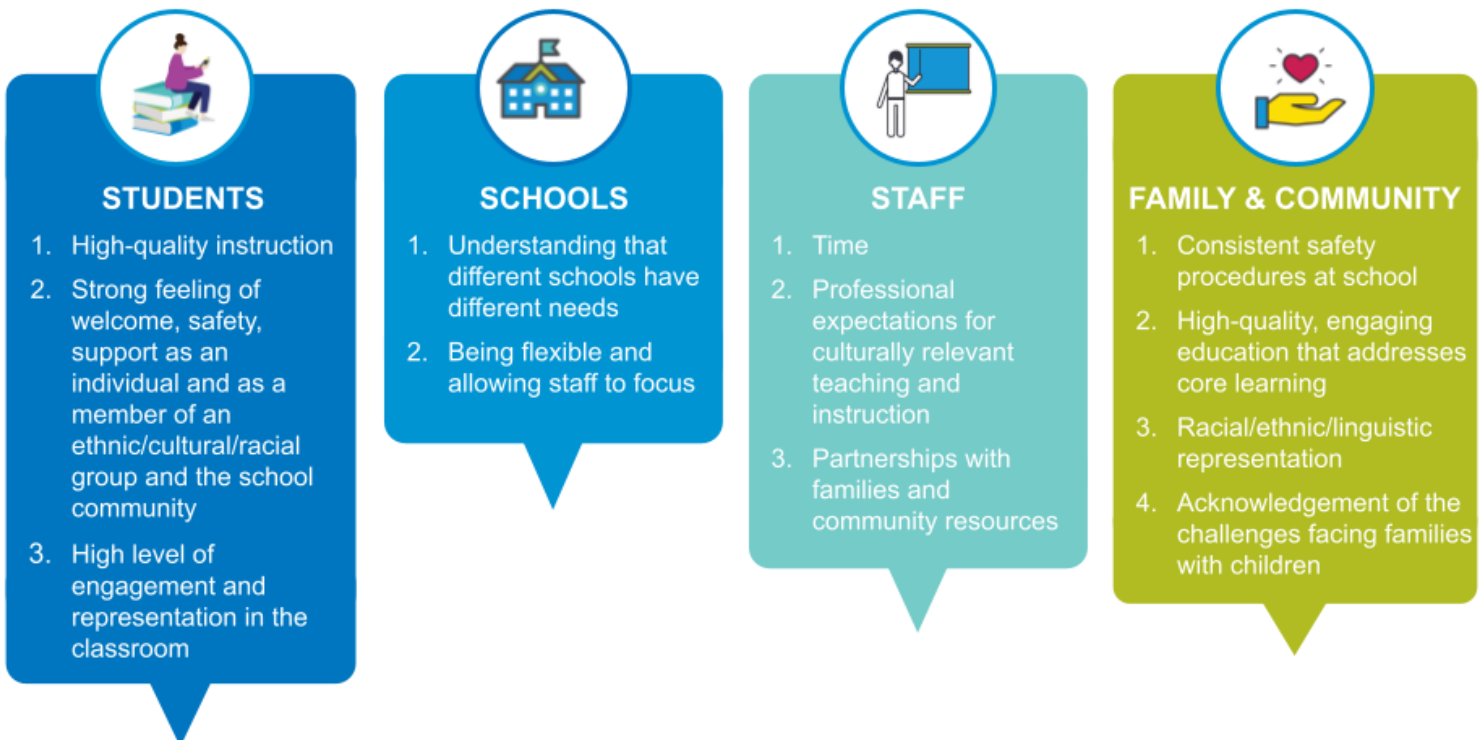 STUDENTS
1. High-quality instruction
2. Strong feeling of
welcome, safety,
support as an
individual and as a
member of an
ethnic/cultural/racial
group and the school
community
3. High level of
engagement and
representation in the
classroom
SCHOOLS
1. Understanding that
different schools have
different needs
2. Being flexible and
allowing staff to focus
STAFF
1. Time
2. Professional
expectations for
culturally relevant
teaching and
instruction
3. Partnerships with
families and
community resources
FAMILY & COMMUNITY
1. Consistent safety
procedures at school
2. High-quality, engaging
education that addresses
core learning
3. Racial/ethnic/linguistic
representation
4. Acknowledgement of the
challenges facing families
with children